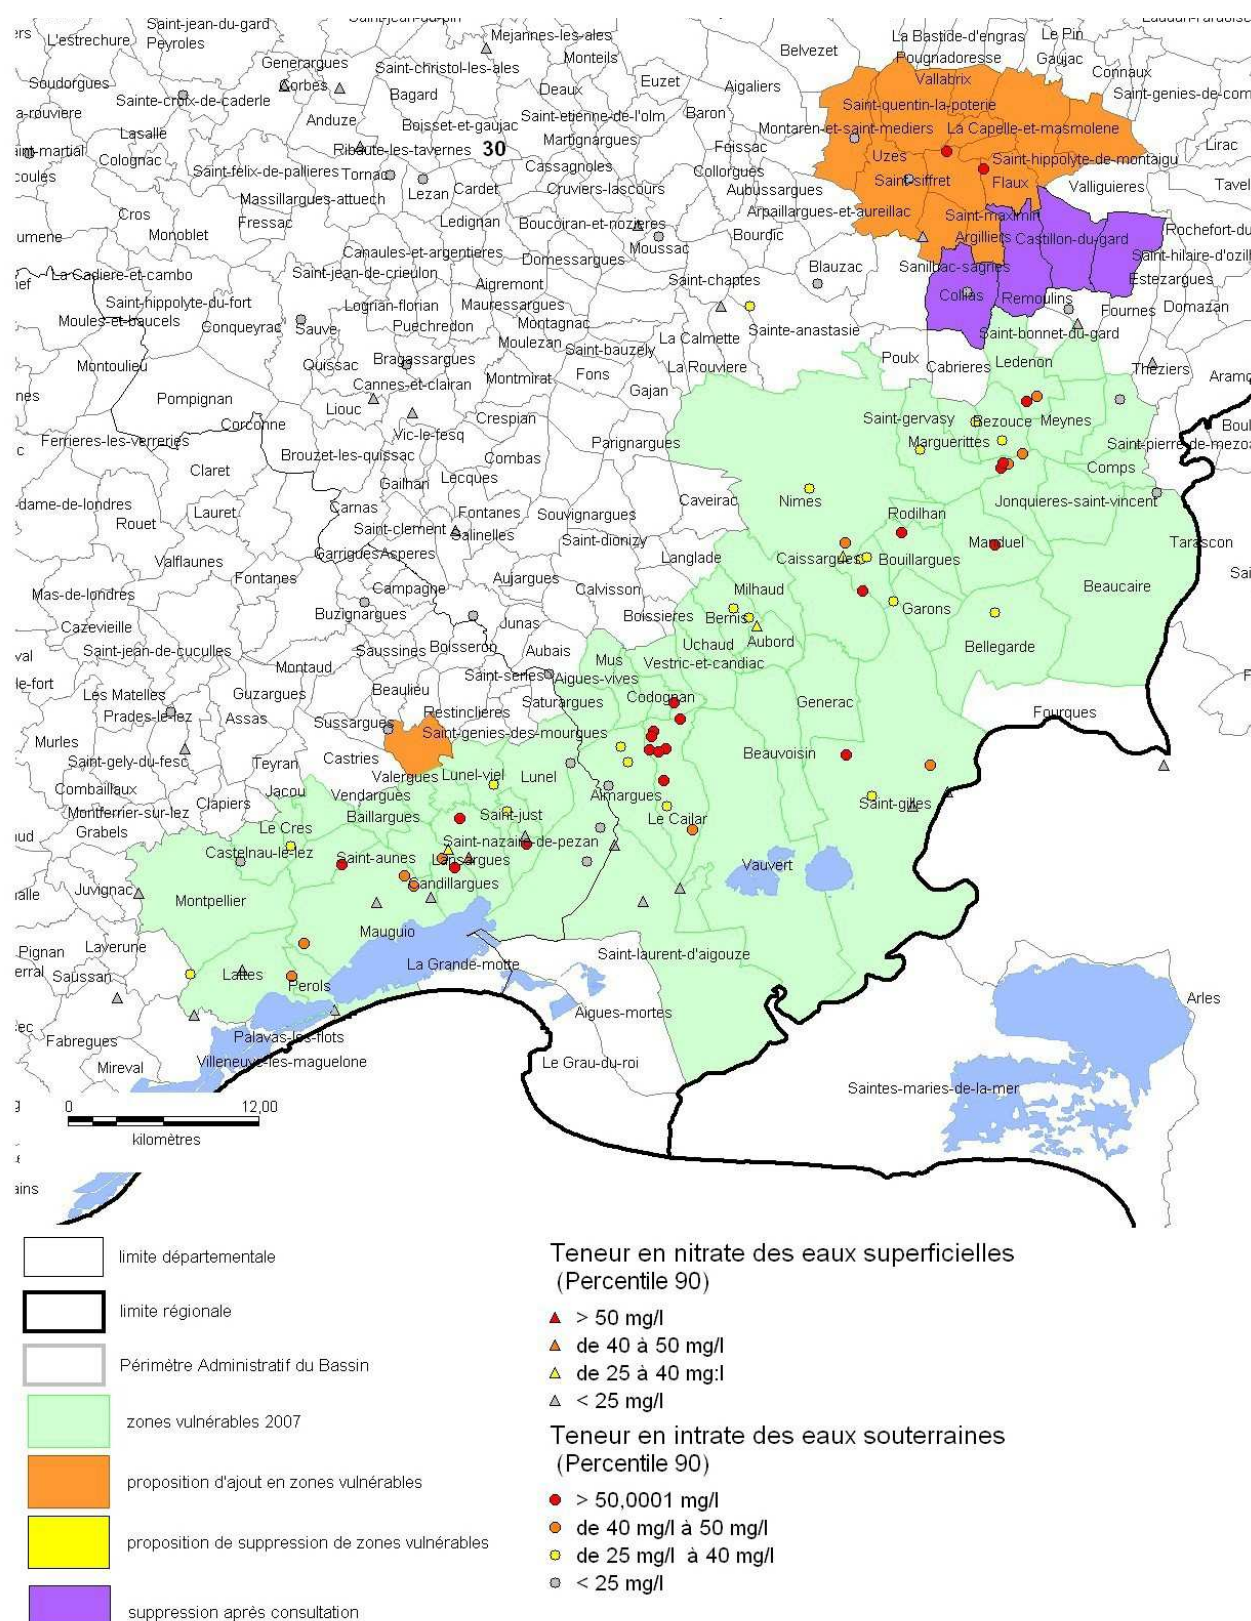 Saint-jean-du-gard
L'estrechure
Peyroles
Mejannes-les-ales
Monteils
Belvezet
La Bastide-d'engras
Le Pin
Pougnadoresse
Gaujac
Generargues
Saint-christol-les-ales
Corbes
Soudorgues
Bagard
Deaux
Euzet
Aigaliers
Vallabrix
Connaux
Sainte-croix-de-caderle
Saint-etienne-de-l'olm
Baron
Saint-quentin-la-poterie
Anduze
Boisset-et-gaujac
Martignargues
Foissac
Montaren-et-saint-mediers
La Capelle-et-masmolene
Lasalle
Ribaute-les-tavernes
30
Lirac
Colognac
Saint-felix-de-pallieres
Tornac
Cassagnoles
Collorgues
Uzes
Saint-hippolyte-de-montaigu
Lezan
Cardet
Cruviers-lascours
Aubussargues
Saint-siffret
Flaux
Valliguieres
Massillargues-attuech
Cros
Fressac
Ledignan
Boucoiran-et-nozieres
Arpaillargues-et-aureillac
Saint-maximin
Monoblet
Moussac
Bourdic
Argilliers
Castillon-du-gard
Canaules-et-argentieres
Domessargues
Blauzac
Sanilhac-sagries
La Cadiere-et-cambo
Saint-jean-de-crieulon
Aigremont
Saint-chaptes
Estezargues
Saint-hippolyte-du-fort
Logrian-florian
Mauressargues
Collias
Remoulins
Fournes
Domazan
Moules-et-baucels
Conqueyrac
Sauve
Puechredon
Montagnac
Sainte-anastasie
Saint-bonnet-du-gard
Moulezan
La Calmette
Saint-bauzely
Montoulieu
Quissac
Bragassargues
Fons
La Rouviere
Poulx
Cabrieres
Ledenon
Theziers
Cannes-et-clairan
Montmirat
Gajan
Pompignan
Liouc
Crespian
Saint-gervasy
Bezouce
Meynes
Corconne
Vic-le-fesq
Parignargues
Marguerittes
Ferrieres-les-verreries
Brouzet-les-quissac
Combas
Comps
Claret
Gailhan
Lecques
Caveirac
Nimes
Jonquieres-saint-vincent
Lauret
Carnas
Fontanes
Souvignargues
Rodilhan
Rouet
Saint-clement
Salinelles
Saint-dionizy
Manduel
Tarascon
Valflaunes
Garrigues
Asperes
Langlade
Caissargues
Bouillargues
Fontanes
Aujargues
Calvisson
Milhaud
Beaucaire
Mas-de-londres
Campagne
Buzignargues
Junas
Boissieres
Bernis
Garons
Cazevieille
Uchaud
Aubord
Saint-jean-de-cuculles
Saussines
Boisseron
Aubais
Bellegarde
Montaud
Mus
Vestric-et-candiac
Les Matelles
Guzargues
Beaulieu
Saint-series
Aigues-vives
Codognan
Generac
Prades-le-lez
Assas
Sussargues
Restinclieres
Saturargues
Fourques
Murles
Saint-genies-des-mourgues
Saint-gely-du-fesc
Teyran
Castries
Beauvoisin
Combaillaux
Jacou
Valergues
Lunel-viel
Lunel
Aimargues
Saint-gilles
Clapiers
Vendargues
Montferrier-sur-lez
Baillargues
Saint-just
Le Cailar
Grabels
Le Cres
Saint-nazaire-de-pezan
Castelnau-le-lez
Saint-aunes
Lansargues
Vauvert
Juvignac
Candillargues
Montpellier
Mauguio
Laverune
Pignan
Saint-laurent-d'aigouze
La Grande-motte
Saussan
Lattes
Perols
Arles
Aigues-mortes
Fabregues
Palavas-les-flots
Mireval
Villeneuve-les-maguelone
Le Grau-du-roi
Saintes-maries-de-la-mer
0 12,00
kilomètres
limite départementale
limite régionale
Périmètre Administratif du Bassin
zones vulnérables 2007
proposition d'ajout en zones vulnérables
proposition de suppression de zones vulnérables
suppression après consultation
Teneur en nitrate des eaux superficielles
(Percentile 90)
> 50 mg/l
de 40 à 50 mg/l
de 25 à 40 mg:l
< 25 mg/l
Teneur en intrate des eaux souterraines
(Percentile 90)
> 50,0001 mg/l
de 40 mg/l à 50 mg/l
de 25 mg/l à 40 mg/l
< 25 mg/l